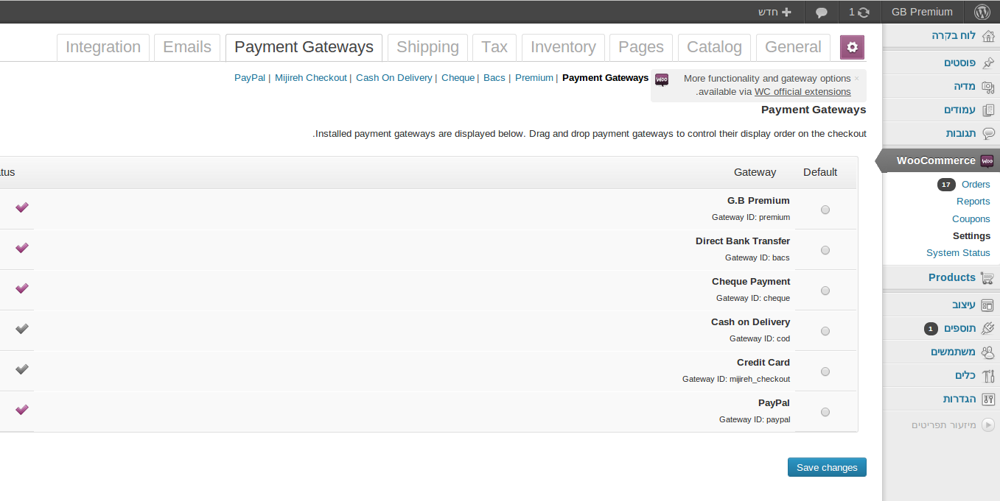 GB Premium
1
חדש
General
Catalog
Pages
Inventory
Tax
Shipping
Payment Gateways
Emails
Integration
PayPal | Mijireh Checkout | Cash On Delivery | Cheque | Bacs | Premium | Payment Gateways
More functionality and gateway options ×
.available via WC official extensions
Payment Gateways
.Installed payment gateways are displayed below. Drag and drop payment gateways to control their display order on the checkout
Default
Gateway
tus
G.B Premium
Gateway ID: premium
Direct Bank Transfer
Gateway ID: bacs
Cheque Payment
Gateway ID: cheque
Cash on Delivery
Gateway ID: cod
Credit Card
Gateway ID: mijireh_checkout
PayPal
Gateway ID: paypal
Save changes
לוח בקרה
פוסטים
מדיה
עמודים
תגובות
WooCommerce
Orders 17
Reports
Coupons
Settings
System Status
Products
עיצוב
תוספים 1
משתמשים
כלים
הגדרות
מיזעור תפריטים